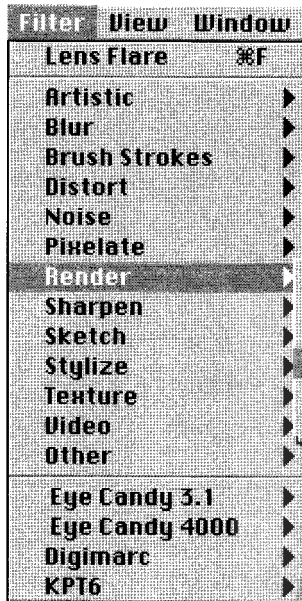 Filter View Window
Lens Flare ⌘F
Artistic
Blur
Brush Strokes
Distort
Noise
Pixelate
Render
Sharpen
Sketch
Stylize
Texture
Video
Other
Eye Candy 3.1
Eye Candy 4000
Digimarc
KPT6